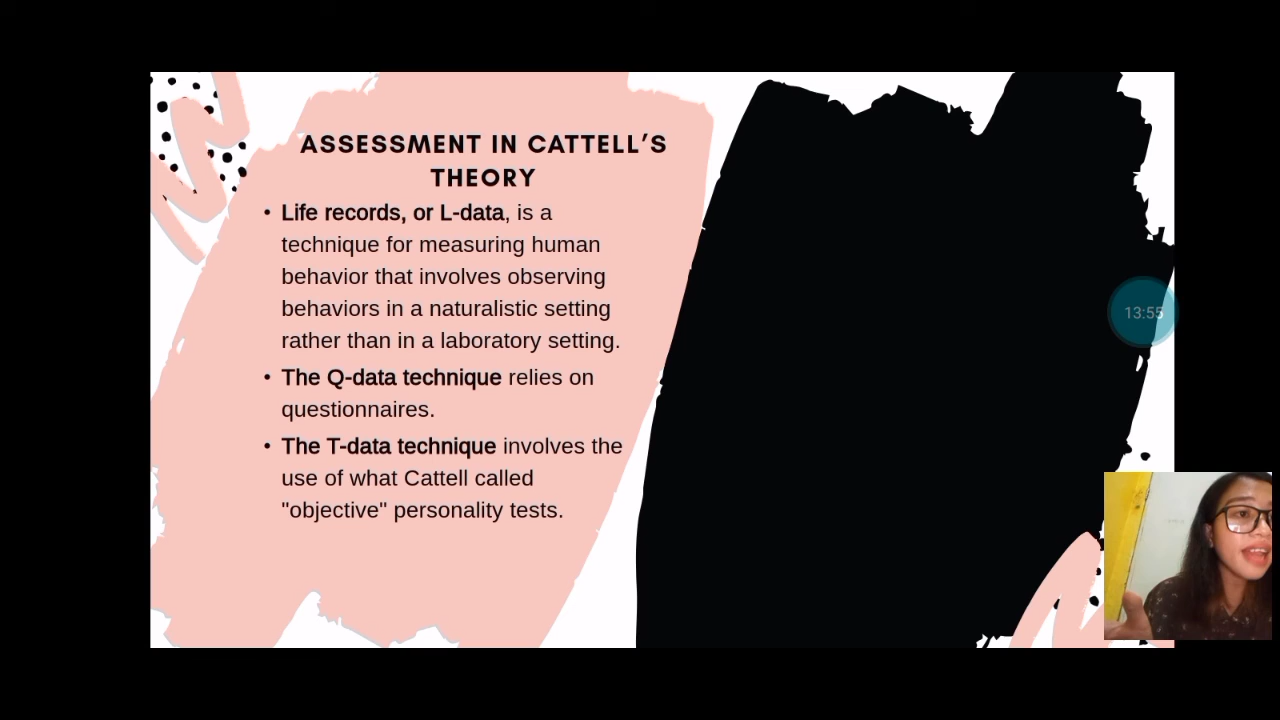 ASSESSMENT IN CATTELL’S
THEORY
• Life records, or L-data, is a
technique for measuring human
behavior that involves observing
behaviors in a naturalistic setting
rather than in a laboratory setting.
• The Q-data technique relies on
questionnaires.
• The T-data technique involves the
use of what Cattell called
"objective" personality tests.
13:55